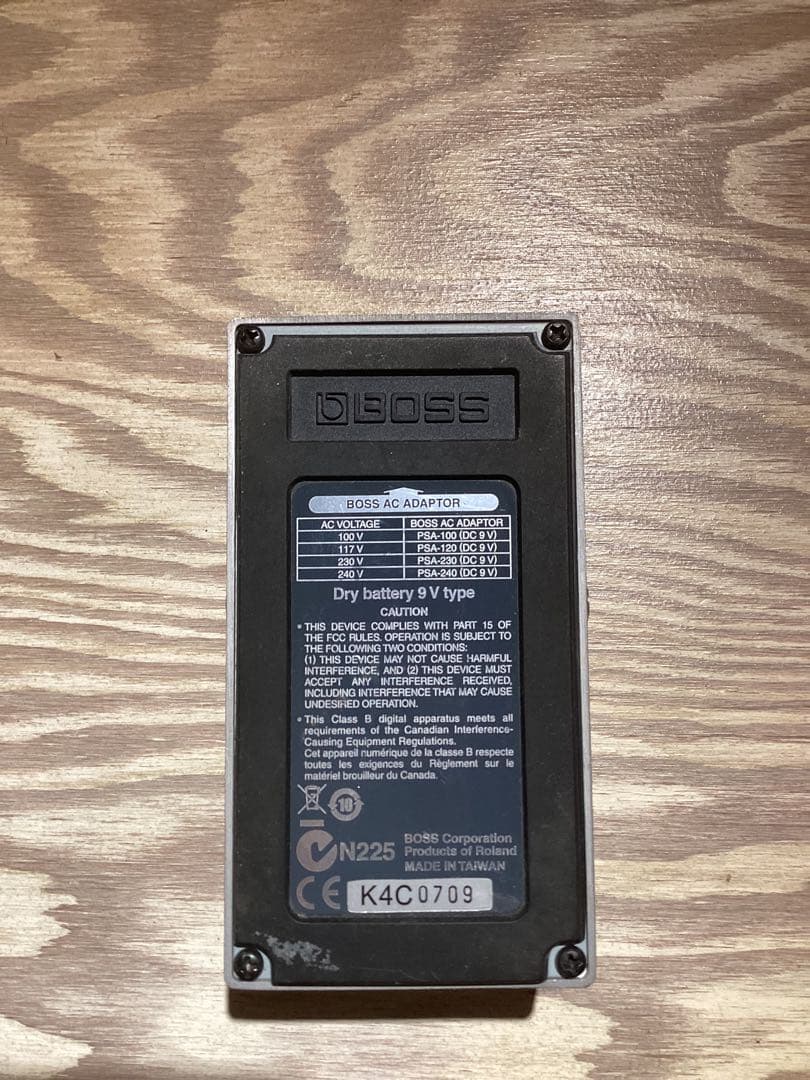 BOSS
BOSS AC ADAPTOR
AC VOLTAGE BOSS AC ADAPTOR
100 V PSA-100 (DC 9 V)
117 V PSA-120 (DC 9 V)
230 V PSA-230 (DC 9 V)
240 V PSA-240 (DC 9 V)
Dry battery 9 V type
CAUTION
• THIS DEVICE COMPLIES WITH PART 15 OF
THE FCC RULES. OPERATION IS SUBJECT TO
THE FOLLOWING TWO CONDITIONS:
(1) THIS DEVICE MAY NOT CAUSE HARMFUL
INTERFERENCE, AND (2) THIS DEVICE MUST
ACCEPT ANY INTERFERENCE RECEIVED,
INCLUDING INTERFERENCE THAT MAY CAUSE
UNDESIRED OPERATION.
• This Class B digital apparatus meets all
requirements of the Canadian Interference-
Causing Equipment Regulations.
Cet appareil numérique de la classe B respecte
toutes les exigences du Règlement sur le
matériel brouilleur du Canada.
10
N225
BOSS Corporation
Products of Roland
MADE IN TAIWAN
CE
K4C0709